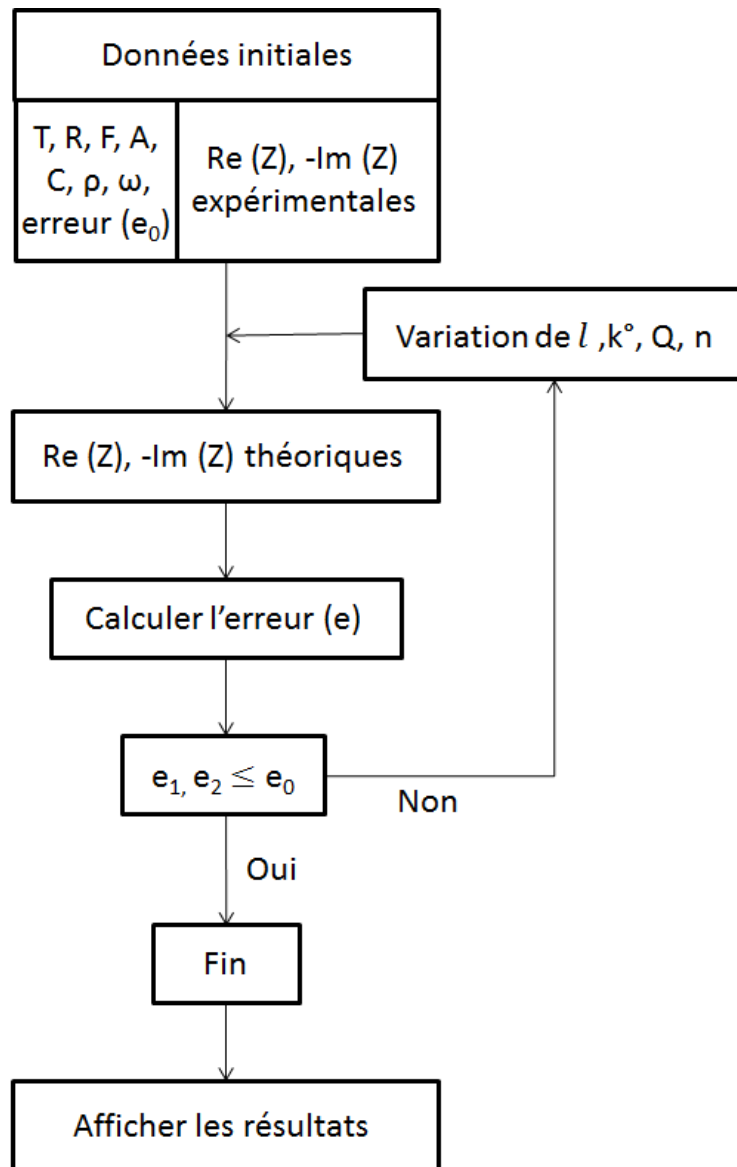 Données initiales
T, R, F, A,
C, ρ, ω,
erreur (e₀)
Re (Z), -Im (Z)
expérimentales
Variation de l ,k°, Q, n
Re (Z), -Im (Z) théoriques
Calculer l'erreur (e)
e₁, e₂ ≤ e₀
Non
Oui
Fin
Afficher les résultats